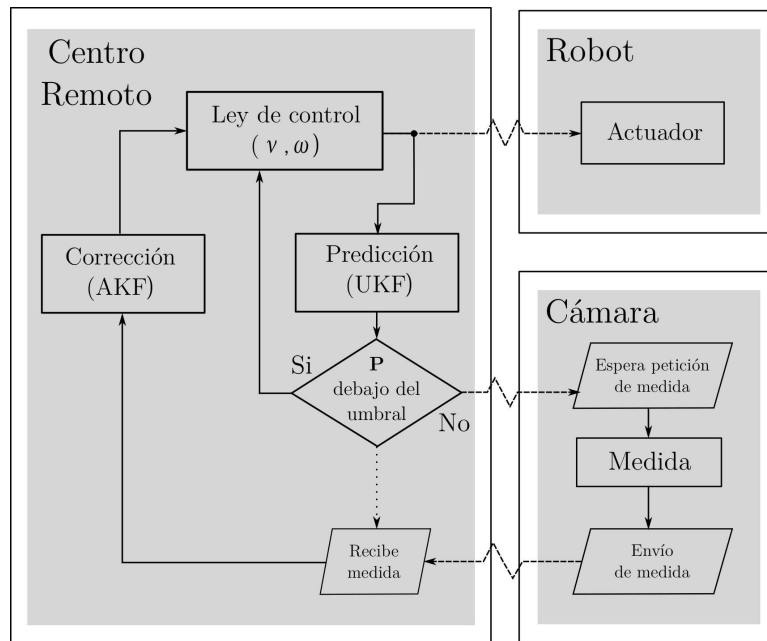 Centro
Remoto
Ley de control
( ν , ω )
Corrección
(AKF)
Predicción
(UKF)
Si
P
debajo del
umbral
No
Recibe
medida
Robot
Actuador
Cámara
Espera petición
de medida
Medida
Envío
de medida